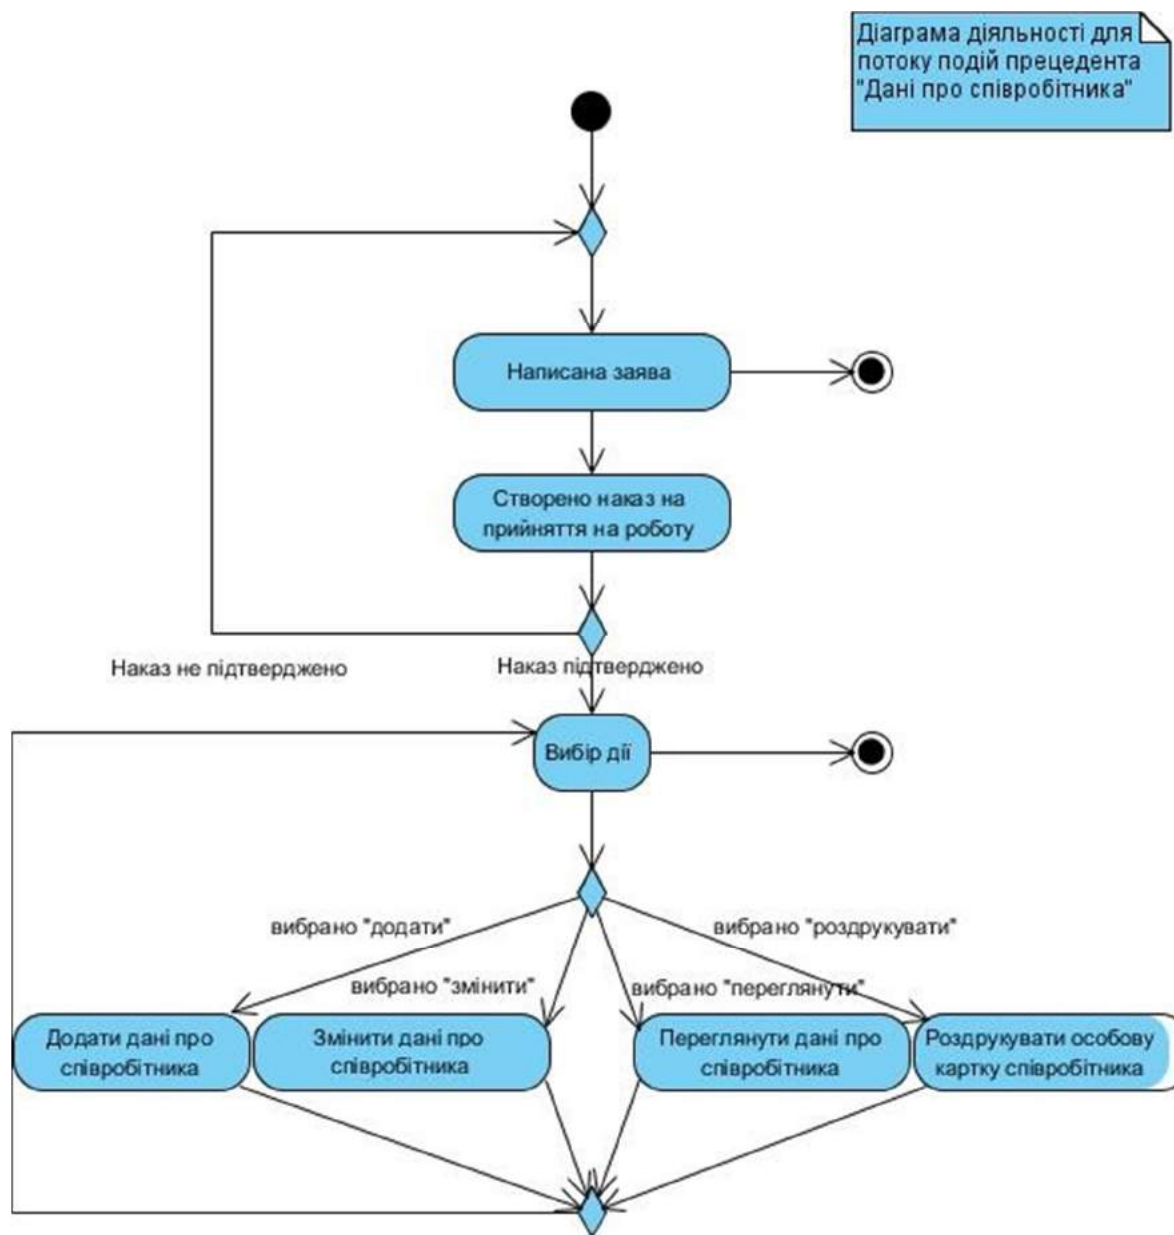 Діаграма діяльності для
потоку подій прецедента
"Дані про співробітника"
Написана заява
Створено наказ на
прийняття на роботу
Наказ не підтверджено
Наказ підтверджено
Вибір дії
вибрано "додати"
вибрано "роздрукувати"
вибрано "змінити"
вибрано "переглянути"
Додати дані про
співробітника
Змінити дані про
співробітника
Переглянути дані про
співробітника
Роздрукувати особову
картку співробітника